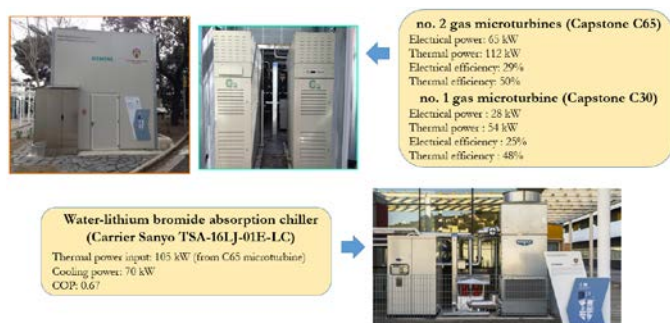 no. 2 gas microturbines (Capstone C65)
Electrical power: 65 kW
Thermal power: 112 kW
Electrical efficiency: 29%
Thermal efficiency: 50%
no. 1 gas microturbine (Capstone C30)
Electrical power : 28 kW
Thermal power : 54 kW
Electrical efficiency : 25%
Thermal efficiency : 48%
SIEMENS
Water-lithium bromide absorption chiller
(Carrier Sanyo TSA-16LJ-01E-LC)
Thermal power input: 105 kW (from C65 microturbine)
Cooling power: 70 kW
COP: 0.67